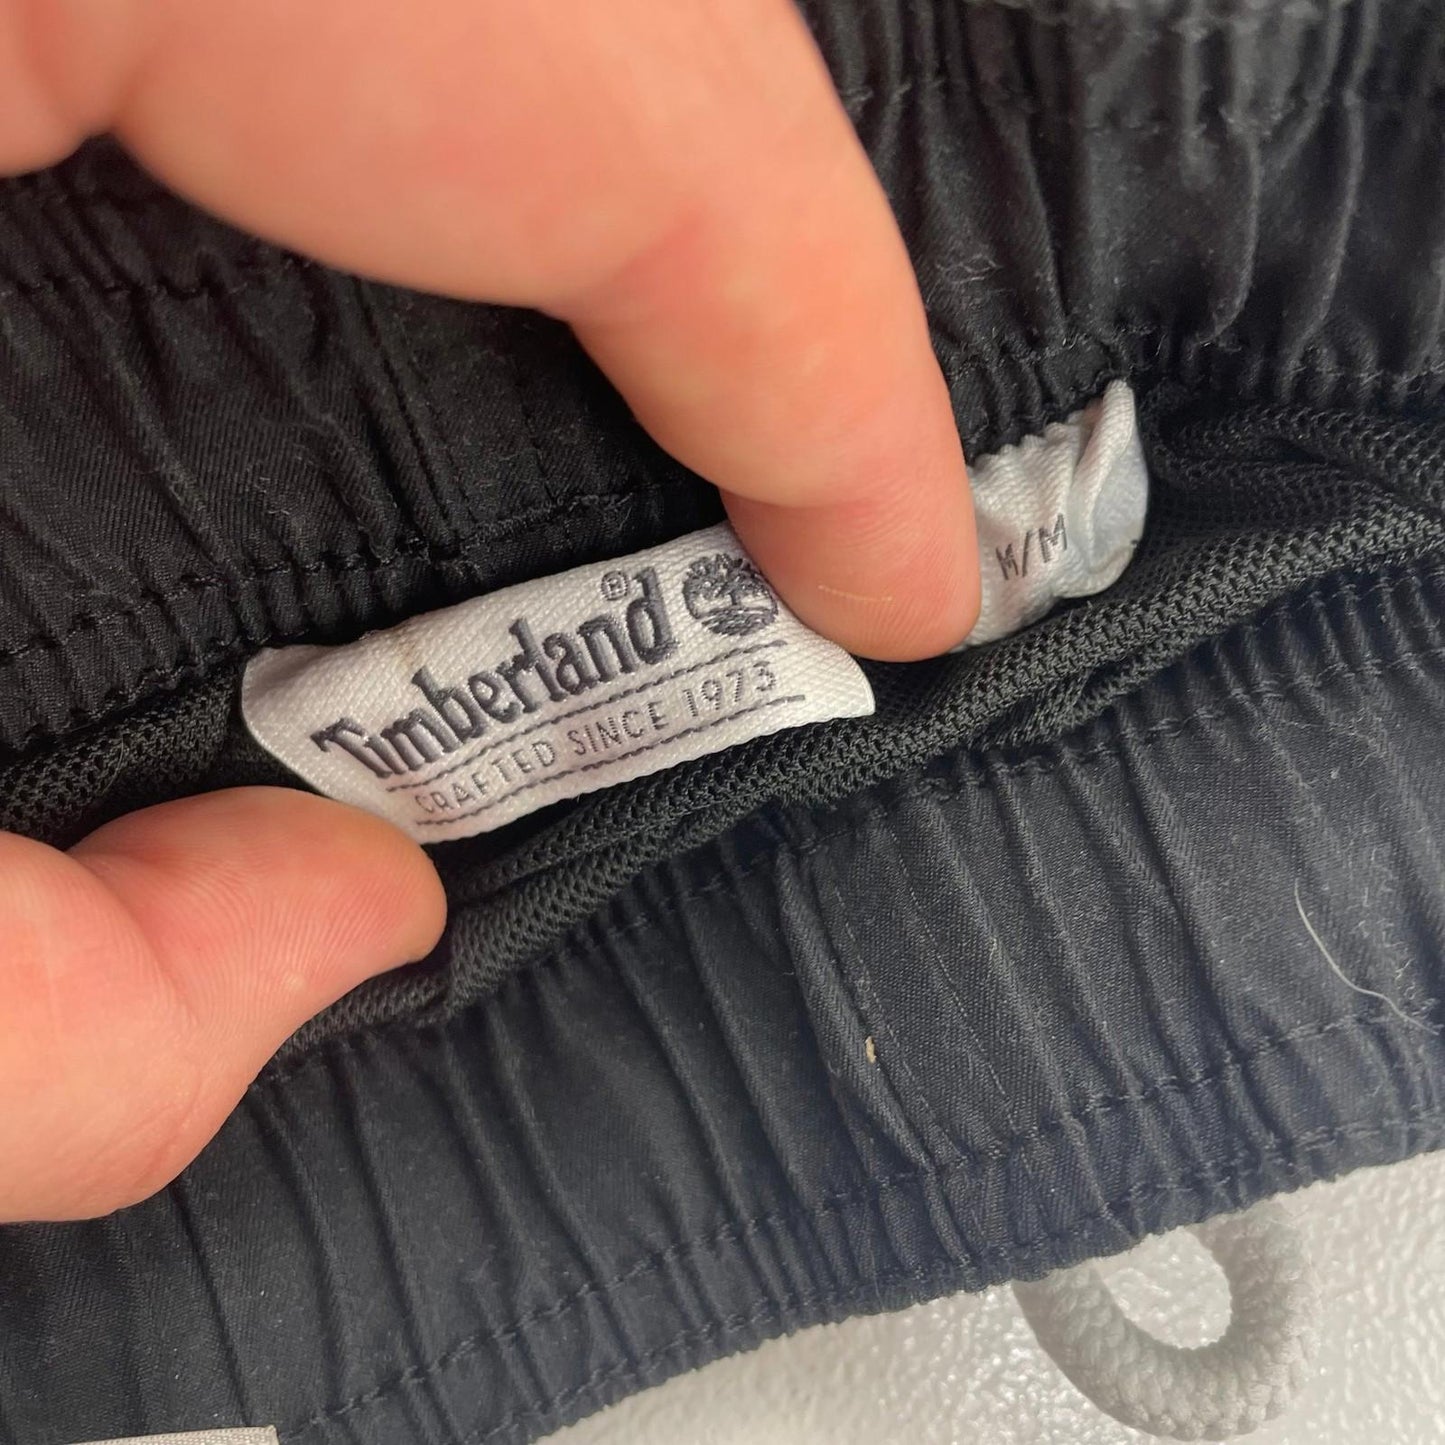 Timberland®
CRAFTED SINCE 1973
M/M